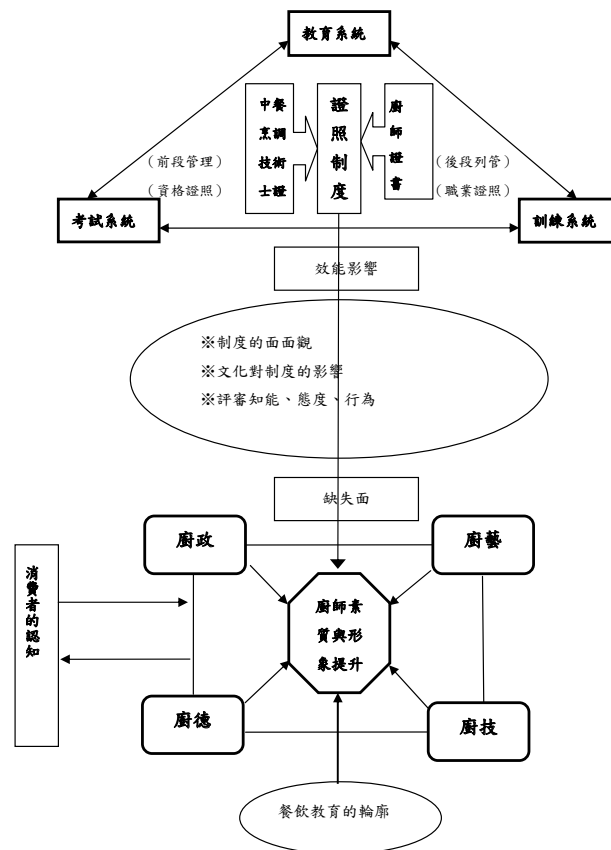 教育系統
中餐烹調技術士證
證照制度
廚師證書
（前段管理）
（資格證照）
（後段列管）
（職業證照）
考試系統
訓練系統
效能影響
※制度的面面觀
※文化對制度的影響
※評審知能、態度、行為
缺失面
廚政
廚藝
消費者的認知
廚師素
質與形
象提升
廚德
廚技
餐飲教育的輪廓